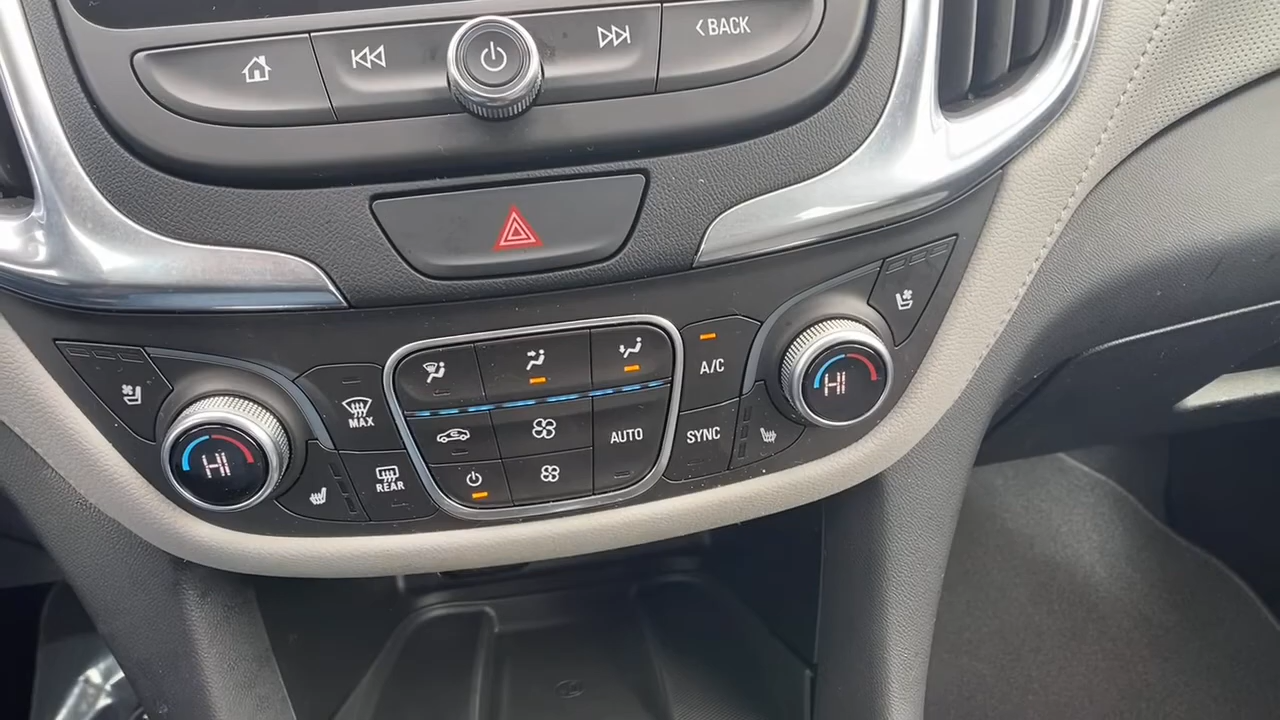 < BACK
A/C
HI
MAX
HI
AUTO
SYNC
REAR